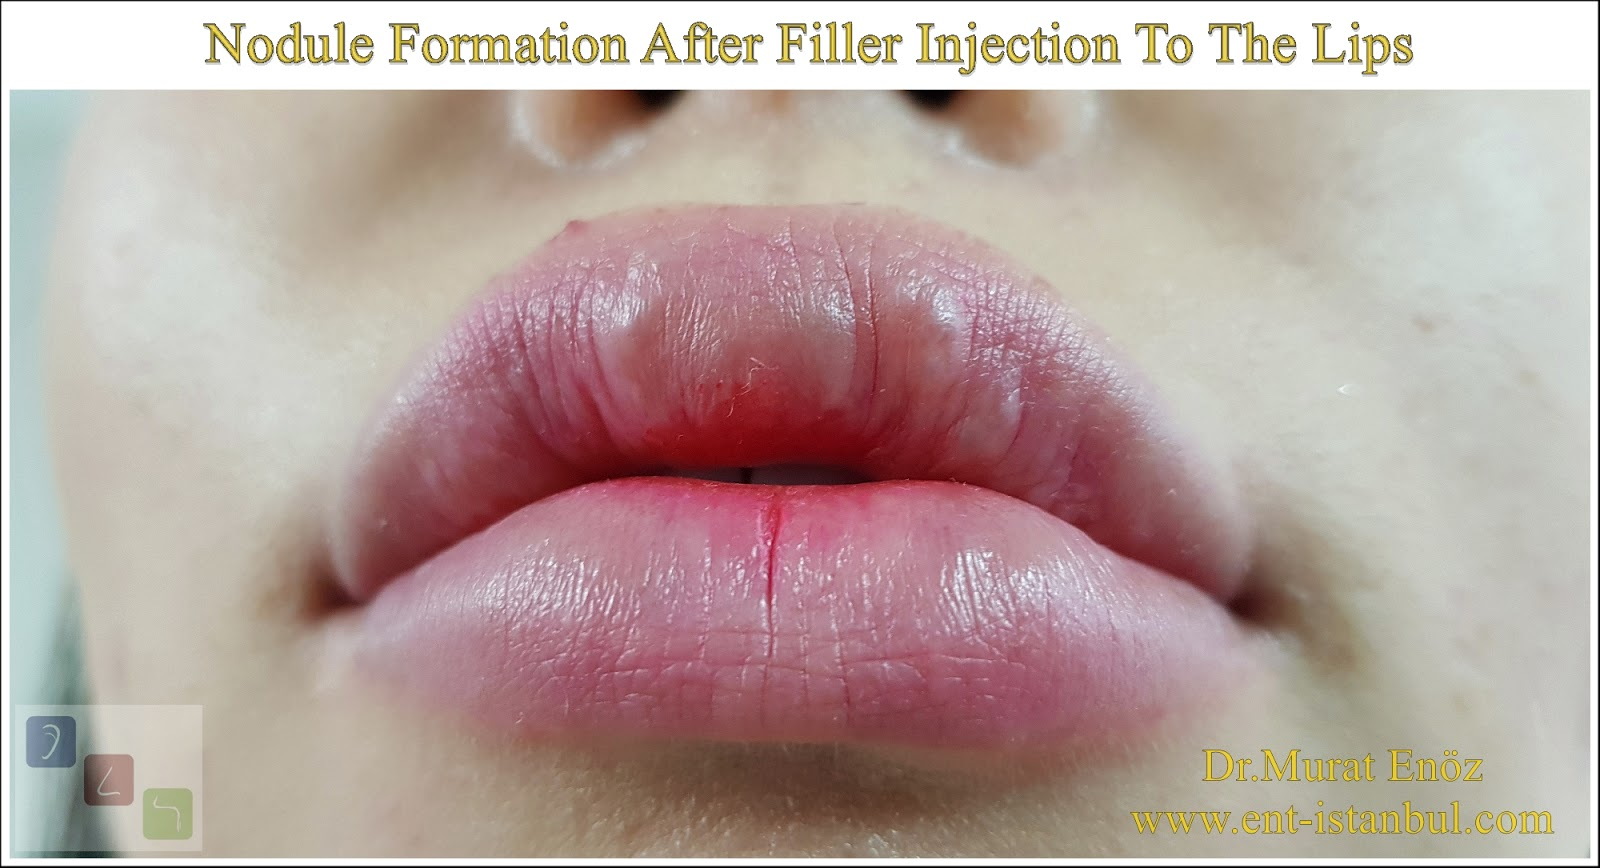 Nodule Formation After Filler Injection To The Lips
Dr.Murat Enöz
www.ent-istanbul.com